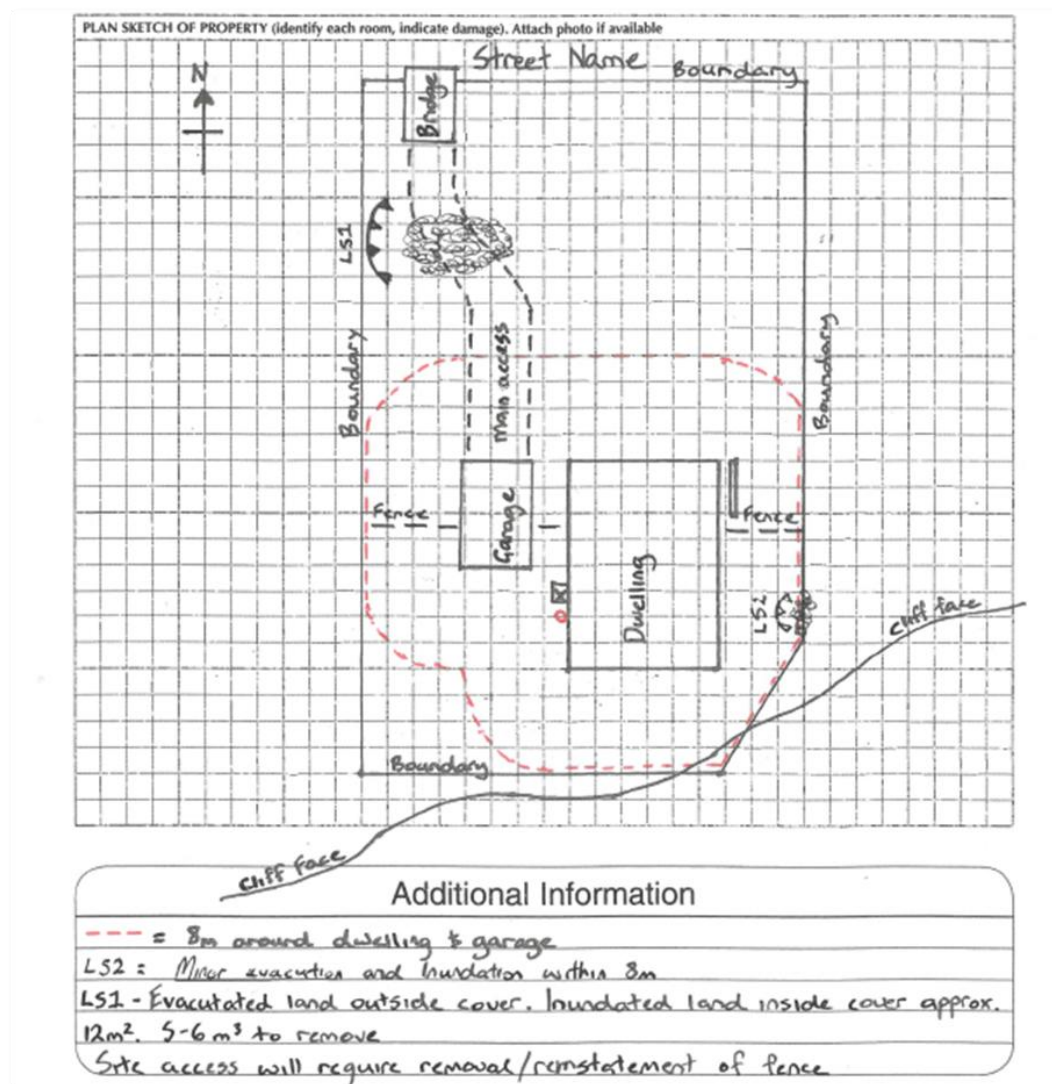 PLAN SKETCH OF PROPERTY (identify each room, indicate damage). Attach photo if available
Street Name
Boundary
N
Bridge
LS1
Main access
Boundary
Boundary
Fence
Garage
Fence
Dwelling
LS2
Cliff face
Boundary
Cliff Face
Additional Information
= 8m around dwelling & garage
LS2 = Minor evacution and Inundation within 8m
LS1 - Evacutated land outside cover. Inundated land inside cover approx.
12m². 5-6m³ to remove
Site access will require removal/reinstatement of fence